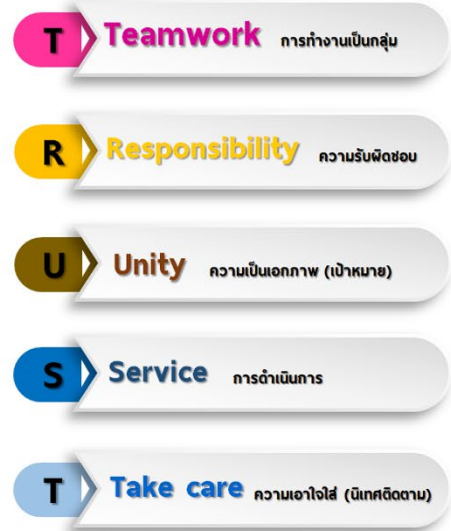 T Teamwork การทำงานเป็นกลุ่ม
R Responsibility ความรับผิดชอบ
U Unity ความเป็นเอกภาพ (เป้าหมาย)
S Service การดำเนินการ
T Take care ความเอาใจใส่ (นิเทศติดตาม)